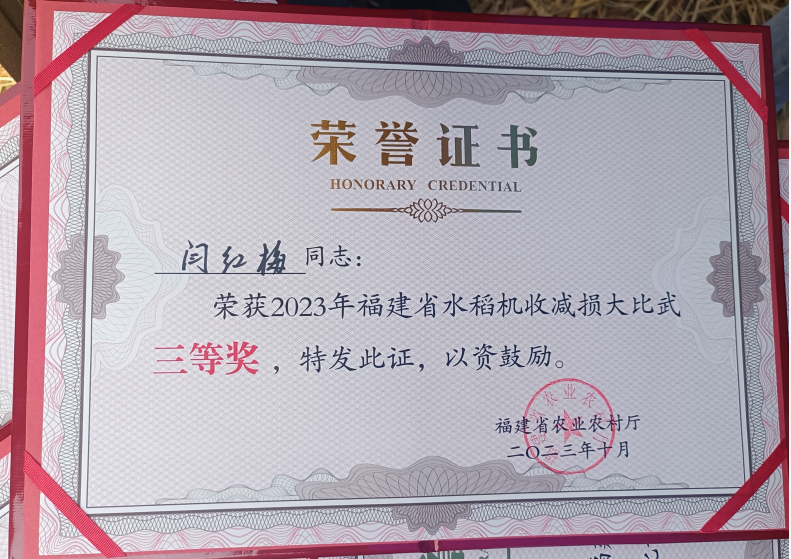 荣誉证书
HONORARY CREDENTIAL
闫红梅同志：
荣获2023年福建省水稻机收减损大比武
三等奖，特发此证，以资鼓励。
福建省农业农村厅
二〇二三年十月